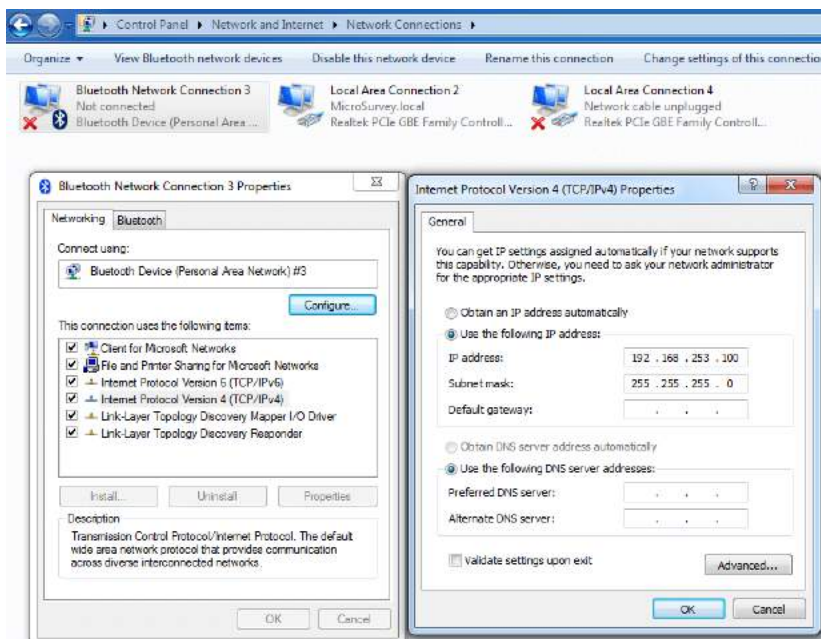 Control Panel ▸ Network and Internet ▸ Network Connections ▸
Organize ▾ View Bluetooth network devices Disable this network device Rename this connection Change settings of this connectio
Bluetooth Network Connection 3
Not connected
Bluetooth Device (Personal Area ...
Local Area Connection 2
MicroSurvey.local
Realtek PCIe GBE Family Controll...
Local Area Connection 4
Network cable unplugged
Realtek PCIe GBE Family Controll...
Bluetooth Network Connection 3 Properties
Networking Bluetooth
Connect using:
Bluetooth Device (Personal Area Network) #3
Configure...
This connection uses the following items:
Client for Microsoft Networks
File and Printer Sharing for Microsoft Networks
Internet Protocol Version 6 (TCP/IPv6)
Internet Protocol Version 4 (TCP/IPv4)
Link-Layer Topology Discovery Mapper I/O Driver
Link-Layer Topology Discovery Responder
Install... Uninstall Properties
Description
Transmission Control Protocol/Internet Protocol. The default
wide area network protocol that provides communication
across diverse interconnected networks.
OK Cancel
Internet Protocol Version 4 (TCP/IPv4) Properties
General
You can get IP settings assigned automatically if your network supports
this capability. Otherwise, you need to ask your network administrator
for the appropriate IP settings.
Obtain an IP address automatically
Use the following IP address:
IP address: 192 . 168 . 253 . 100
Subnet mask: 255 . 255 . 255 . 0
Default gateway: . . .
Obtain DNS server address automatically
Use the following DNS server addresses:
Preferred DNS server: . . .
Alternate DNS server: . . .
Validate settings upon exit
Advanced...
OK Cancel